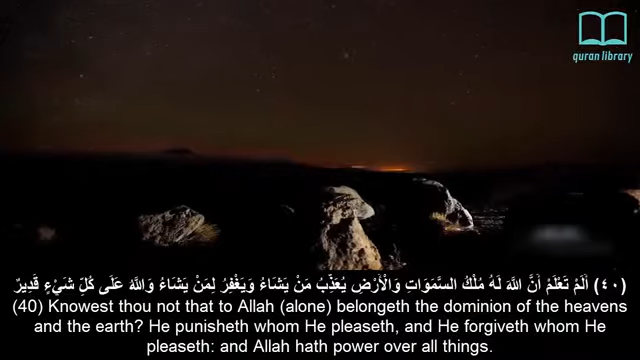 quran library
(٤٠) أَلَمْ تَعْلَمْ أَنَّ اللَّهَ لَهُ مُلْكُ السَّمَوَاتِ وَالْأَرْضِ يُعَذِّبُ مَنْ يَشَاءُ وَيَغْفِرُ لِمَنْ يَشَاءُ وَاللَّهُ عَلَى كُلِّ شَيْءٍ قَدِيرٌ
(40) Knowest thou not that to Allah (alone) belongeth the dominion of the heavens
and the earth? He punisheth whom He pleaseth, and He forgiveth whom He
pleaseth: and Allah hath power over all things.